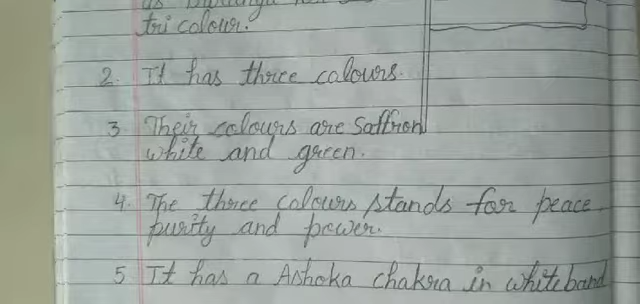 as
tri colour.
2. It has three colours.
3. Their colours are Saffron
white and green.
4. The three colours stands for peace
purity and power.
5 It has a Ashoka chakra in white band